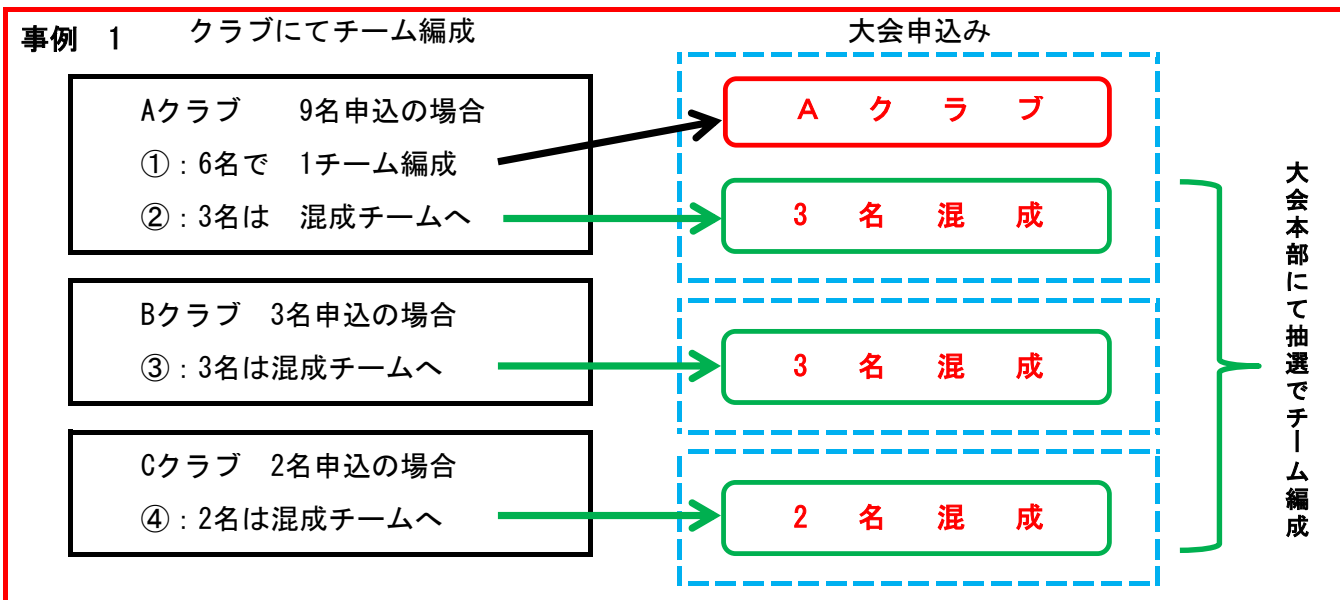 事例　1
クラブにてチーム編成
大会申込み
Aクラブ　　9名申込の場合
①：6名で　1チーム編成
②：3名は　混成チームへ
A　ク　ラ　ブ
3　名　混　成
Bクラブ　3名申込の場合
③：3名は混成チームへ
3　名　混　成
Cクラブ　2名申込の場合
④：2名は混成チームへ
2　名　混　成
大会本部にて抽選でチーム編成